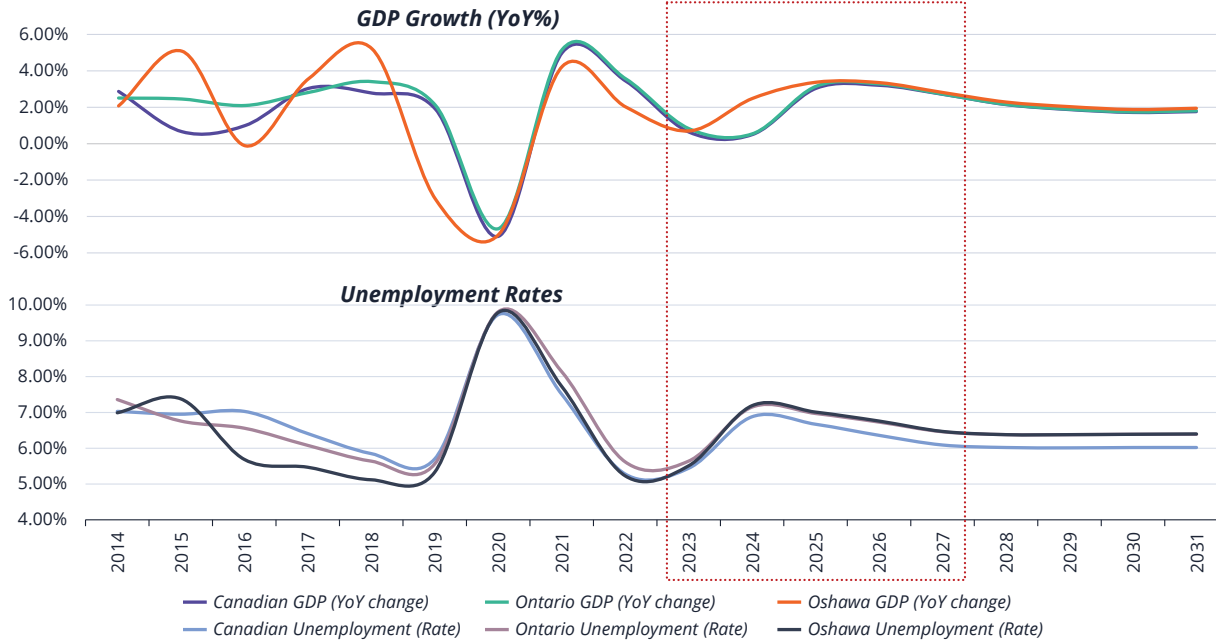 GDP Growth (YoY%)
6.00%
4.00%
2.00%
0.00%
-2.00%
-4.00%
-6.00%
Unemployment Rates
10.00%
9.00%
8.00%
7.00%
6.00%
5.00%
4.00%
2014 2015 2016 2017 2018 2019 2020 2021 2022 2023 2024 2025 2026 2027 2028 2029 2030 2031
Canadian GDP (YoY change) Ontario GDP (YoY change) Oshawa GDP (YoY change)
Canadian Unemployment (Rate) Ontario Unemployment (Rate) Oshawa Unemployment (Rate)